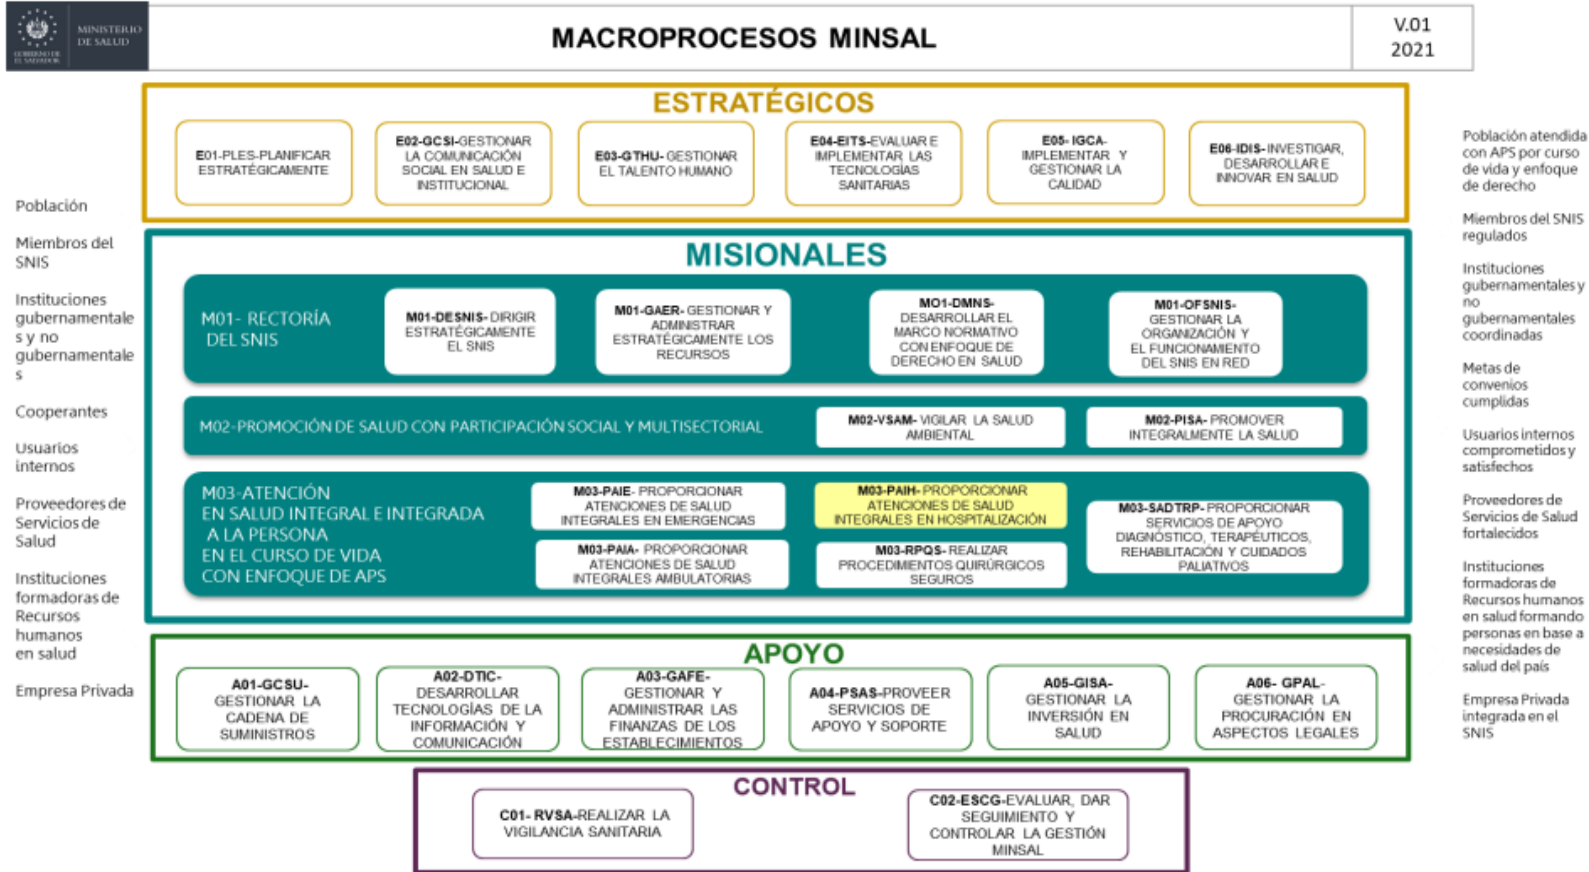 MINISTERIO
DE SALUD
GOBIERNO DE
EL SALVADOR
MACROPROCESOS MINSAL
V.01
2021
Población
Miembros del
SNIS
Instituciones
gubernamentale
s y no
gubernamentale
s
Cooperantes
Usuarios
internos
Proveedores de
Servicios de
Salud
Instituciones
formadoras de
Recursos
humanos
en salud
Empresa Privada
ESTRATÉGICOS
E01-PLES-PLANIFICAR
ESTRATÉGICAMENTE
E02-GCSI-GESTIONAR
LA COMUNICACIÓN
SOCIAL EN SALUD E
INSTITUCIONAL
E03-GTHU- GESTIONAR
EL TALENTO HUMANO
E04-EITS-EVALUAR E
IMPLEMENTAR LAS
TECNOLOGÍAS
SANITARIAS
E05- IGCA-
IMPLEMENTAR Y
GESTIONAR LA
CALIDAD
E06-IDIS- INVESTIGAR,
DESARROLLAR E
INNOVAR EN SALUD
MISIONALES
M01- RECTORÍA
DEL SNIS
M01-DESNIS- DIRIGIR
ESTRATÉGICAMENTE
EL SNIS
M01-GAER- GESTIONAR Y
ADMINISTRAR
ESTRATÉGICAMENTE LOS
RECURSOS
MO1-DMNS-
DESARROLLAR EL
MARCO NORMATIVO
CON ENFOQUE DE
DERECHO EN SALUD
M01-OFSNIS-
GESTIONAR LA
ORGANIZACIÓN Y
EL FUNCIONAMIENTO
DEL SNIS EN RED
M02-PROMOCIÓN DE SALUD CON PARTICIPACIÓN SOCIAL Y MULTISECTORIAL
M02-VSAM- VIGILAR LA SALUD
AMBIENTAL
M02-PISA- PROMOVER
INTEGRALMENTE LA SALUD
M03-ATENCIÓN
EN SALUD INTEGRAL E INTEGRADA
A LA PERSONA
EN EL CURSO DE VIDA
CON ENFOQUE DE APS
M03-PAIE- PROPORCIONAR
ATENCIONES DE SALUD
INTEGRALES EN EMERGENCIAS
M03-PAIH- PROPORCIONAR
ATENCIONES DE SALUD
INTEGRALES EN HOSPITALIZACIÓN
M03-PAIA- PROPORCIONAR
ATENCIONES DE SALUD
INTEGRALES AMBULATORIAS
M03-RPQS- REALIZAR
PROCEDIMIENTOS QUIRÚRGICOS
SEGUROS
M03-SADTRP- PROPORCIONAR
SERVICIOS DE APOYO
DIAGNÓSTICO, TERAPÉUTICOS,
REHABILITACIÓN Y CUIDADOS
PALIATIVOS
APOYO
A01-GCSU-
GESTIONAR LA
CADENA DE
SUMINISTROS
A02-DTIC-
DESARROLLAR
TECNOLOGÍAS DE LA
INFORMACIÓN Y
COMUNICACIÓN
A03-GAFE-
GESTIONAR Y
ADMINISTRAR LAS
FINANZAS DE LOS
ESTABLECIMIENTOS
A04-PSAS-PROVEER
SERVICIOS DE
APOYO Y SOPORTE
A05-GISA-
GESTIONAR LA
INVERSIÓN EN
SALUD
A06- GPAL-
GESTIONAR LA
PROCURACIÓN EN
ASPECTOS LEGALES
CONTROL
C01- RVSA-REALIZAR LA
VIGILANCIA SANITARIA
C02-ESCG-EVALUAR, DAR
SEGUIMIENTO Y
CONTROLAR LA GESTIÓN
MINSAL
Población atendida
con APS por curso
de vida y enfoque
de derecho
Miembros del SNIS
regulados
Instituciones
gubernamentales y
no
gubernamentales
coordinadas
Metas de
convenios
cumplidas
Usuarios internos
comprometidos y
satisfechos
Proveedores de
Servicios de Salud
fortalecidos
Instituciones
formadoras de
Recursos humanos
en salud formando
personas en base a
necesidades de
salud del país
Empresa Privada
integrada en el
SNIS